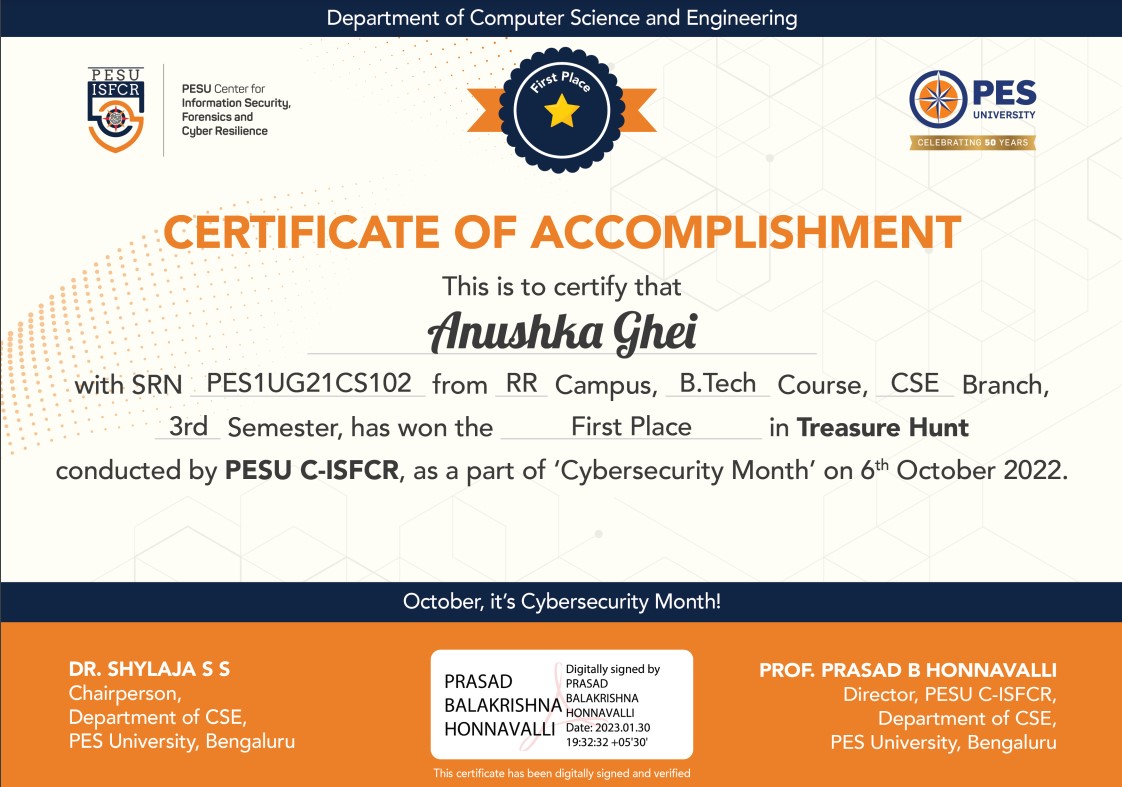 Department of Computer Science and Engineering
PESU
ISFCR
PESU Center for
Information Security,
Forensics and
Cyber Resilience
First Place
PES
UNIVERSITY
CELEBRATING 50 YEARS
CERTIFICATE OF ACCOMPLISHMENT
This is to certify that
Anushka Ghei
with SRN PES1UG21CS102 from RR Campus, B.Tech Course, CSE Branch,
3rd Semester, has won the First Place in Treasure Hunt
conducted by PESU C-ISFCR, as a part of ‘Cybersecurity Month’ on 6th October 2022.
October, it’s Cybersecurity Month!
DR. SHYLAJA S S
Chairperson,
Department of CSE,
PES University, Bengaluru
PRASAD
BALAKRISHNA
HONNAVALLI
Digitally signed by
PRASAD
BALAKRISHNA
HONNAVALLI
Date: 2023.01.30
19:32:32 +05'30'
This certificate has been digitally signed and verified
PROF. PRASAD B HONNAVALLI
Director, PESU C-ISFCR,
Department of CSE,
PES University, Bengaluru